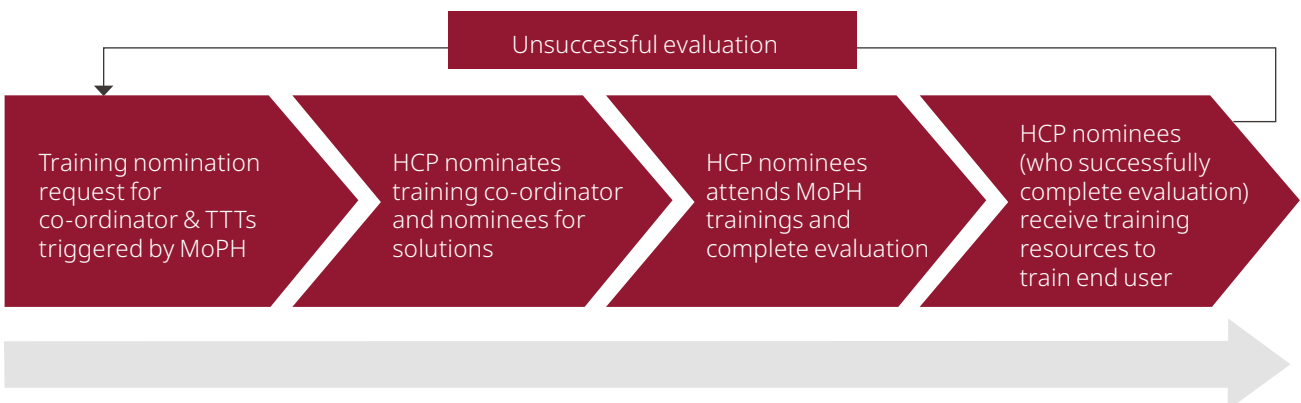 Unsuccessful evaluation
Training nomination
request for
co-ordinator & TTTs
triggered by MoPH
HCP nominates
training co-ordinator
and nominees for
solutions
HCP nominees
attends MoPH
trainings and
complete evaluation
HCP nominees
(who successfully
complete evaluation)
receive training
resources to
train end user